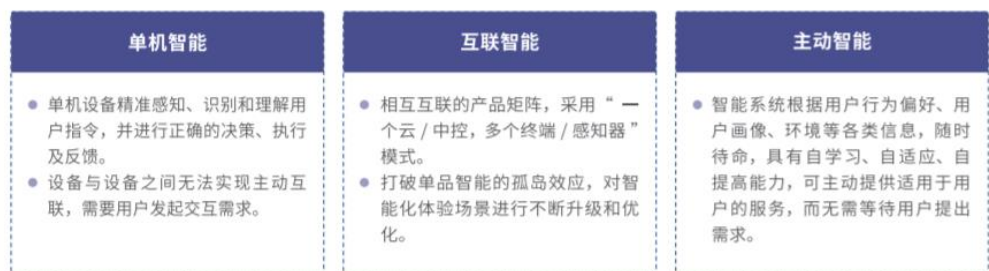 单机智能
单机设备精准感知、识别和理解用
户指令，并进行正确的决策、执行
及反馈。
设备与设备之间无法实现主动互
联，需要用户发起交互需求。
互联智能
相互互联的产品矩阵，采用“ 一
个云 / 中控，多个终端 / 感知器 ”
模式。
打破单品智能的孤岛效应，对智
能化体验场景进行不断升级和优
化。
主动智能
智能系统根据用户行为偏好、用
户画像、环境等各类信息，随时
待命，具有自学习、自适应、自
提高能力，可主动提供适用于用
户的服务，而无需等待用户提出
需求。